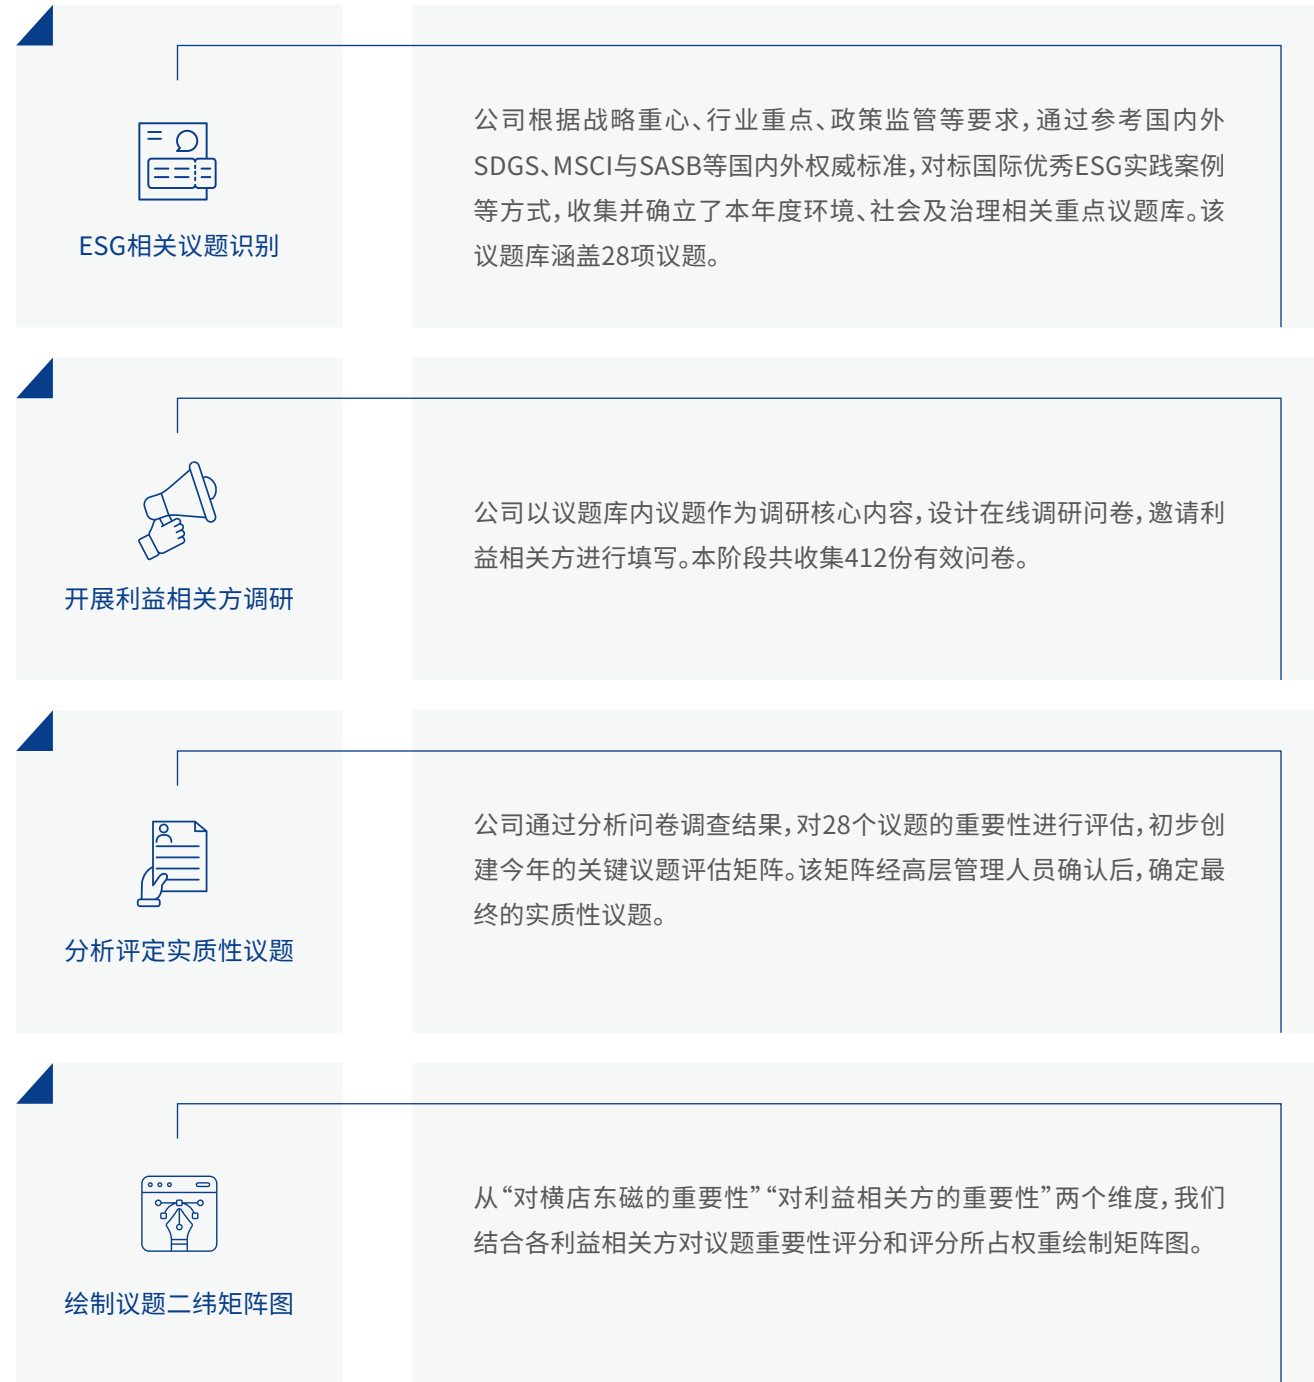 ESG相关议题识别
公司根据战略重心、行业重点、政策监管等要求，通过参考国内外
SDGS、MSCI与SASB等国内外权威标准，对标国际优秀ESG实践案例
等方式，收集并确立了本年度环境、社会及治理相关重点议题库。该
议题库涵盖28项议题。
开展利益相关方调研
公司以议题库内议题作为调研核心内容，设计在线调研问卷，邀请利
益相关方进行填写。本阶段共收集412份有效问卷。
分析评定实质性议题
公司通过分析问卷调查结果，对28个议题的重要性进行评估，初步创
建今年的关键议题评估矩阵。该矩阵经高层管理人员确认后，确定最
终的实质性议题。
绘制议题二纬矩阵图
从“对横店东磁的重要性”“对利益相关方的重要性”两个维度，我们
结合各利益相关方对议题重要性评分和评分所占权重绘制矩阵图。